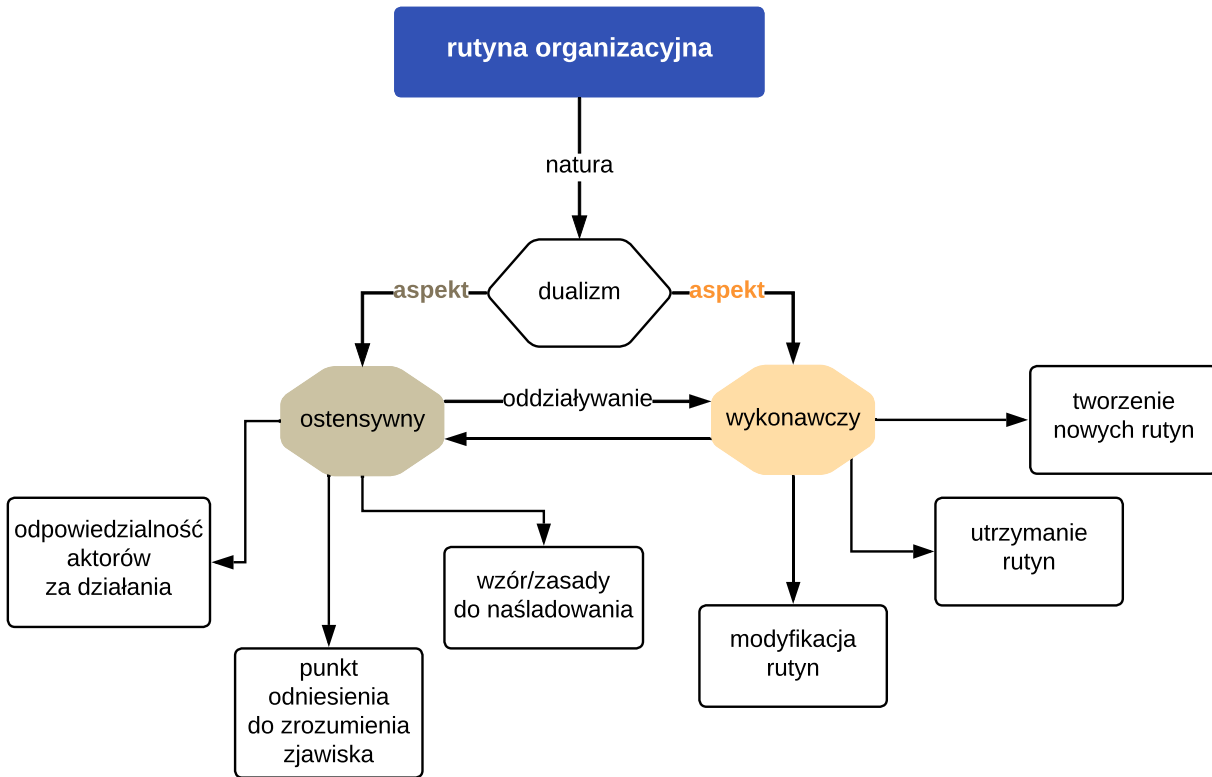 rutyna organizacyjna
natura
dualizm
aspekt
aspekt
ostensywny
oddziaływanie
wykonawczy
tworzenie
nowych rutyn
odpowiedzialność
aktorów
za działania
wzór/zasady
do naśladowania
utrzymanie
rutyn
modyfikacja
rutyn
punkt
odniesienia
do zrozumienia
zjawiska